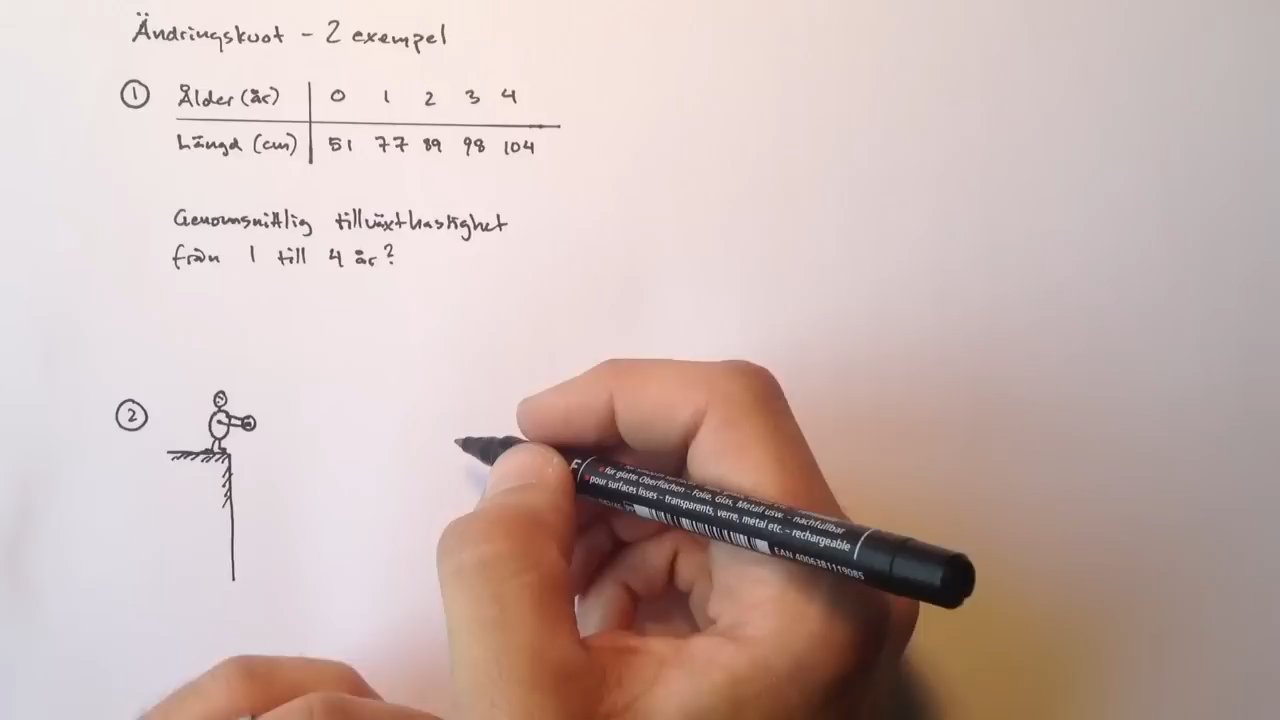 Ändringskvot - 2 exempel
① Ålder (år) 0 1 2 3 4
Längd (cm) 51 77 89 98 104
Genomsnittlig tillväxthastighet
från 1 till 4 år?
②
F
für glatte Oberflächen – Folie, Glas, Metall usw. – nachfüllbar
pour surfaces lisses – transparents, verre, métal etc. – rechargeable
EAN 4006381119085